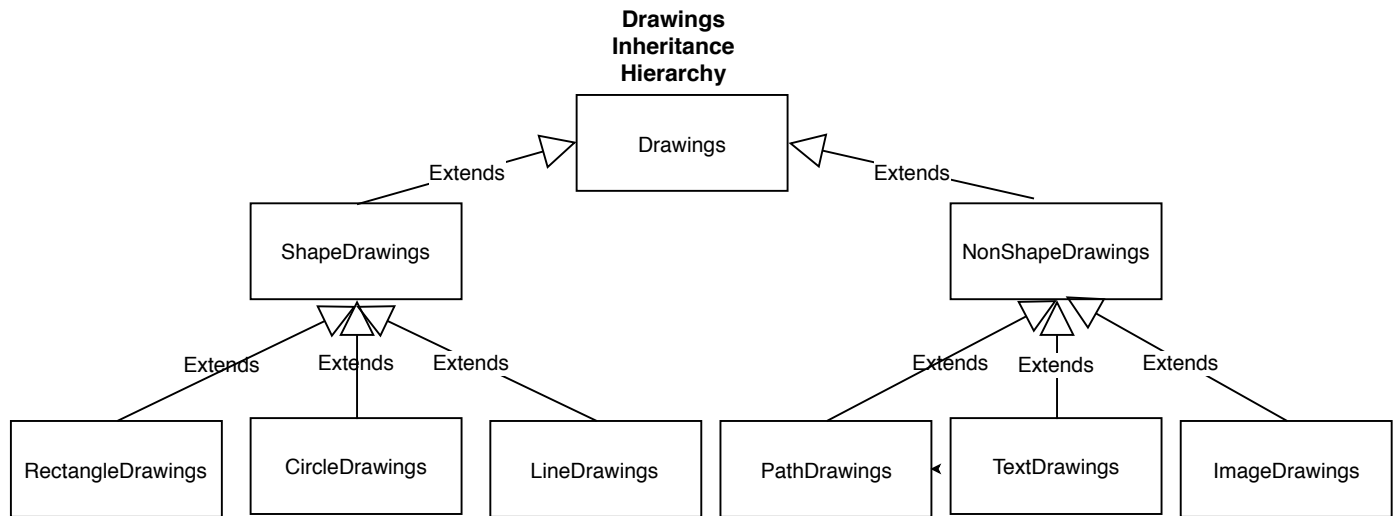 Drawings
Inheritance
Hierarchy
Drawings
Extends
Extends
ShapeDrawings
NonShapeDrawings
Extends
Extends
Extends
Extends
Extends
Extends
RectangleDrawings
CircleDrawings
LineDrawings
PathDrawings
TextDrawings
ImageDrawings